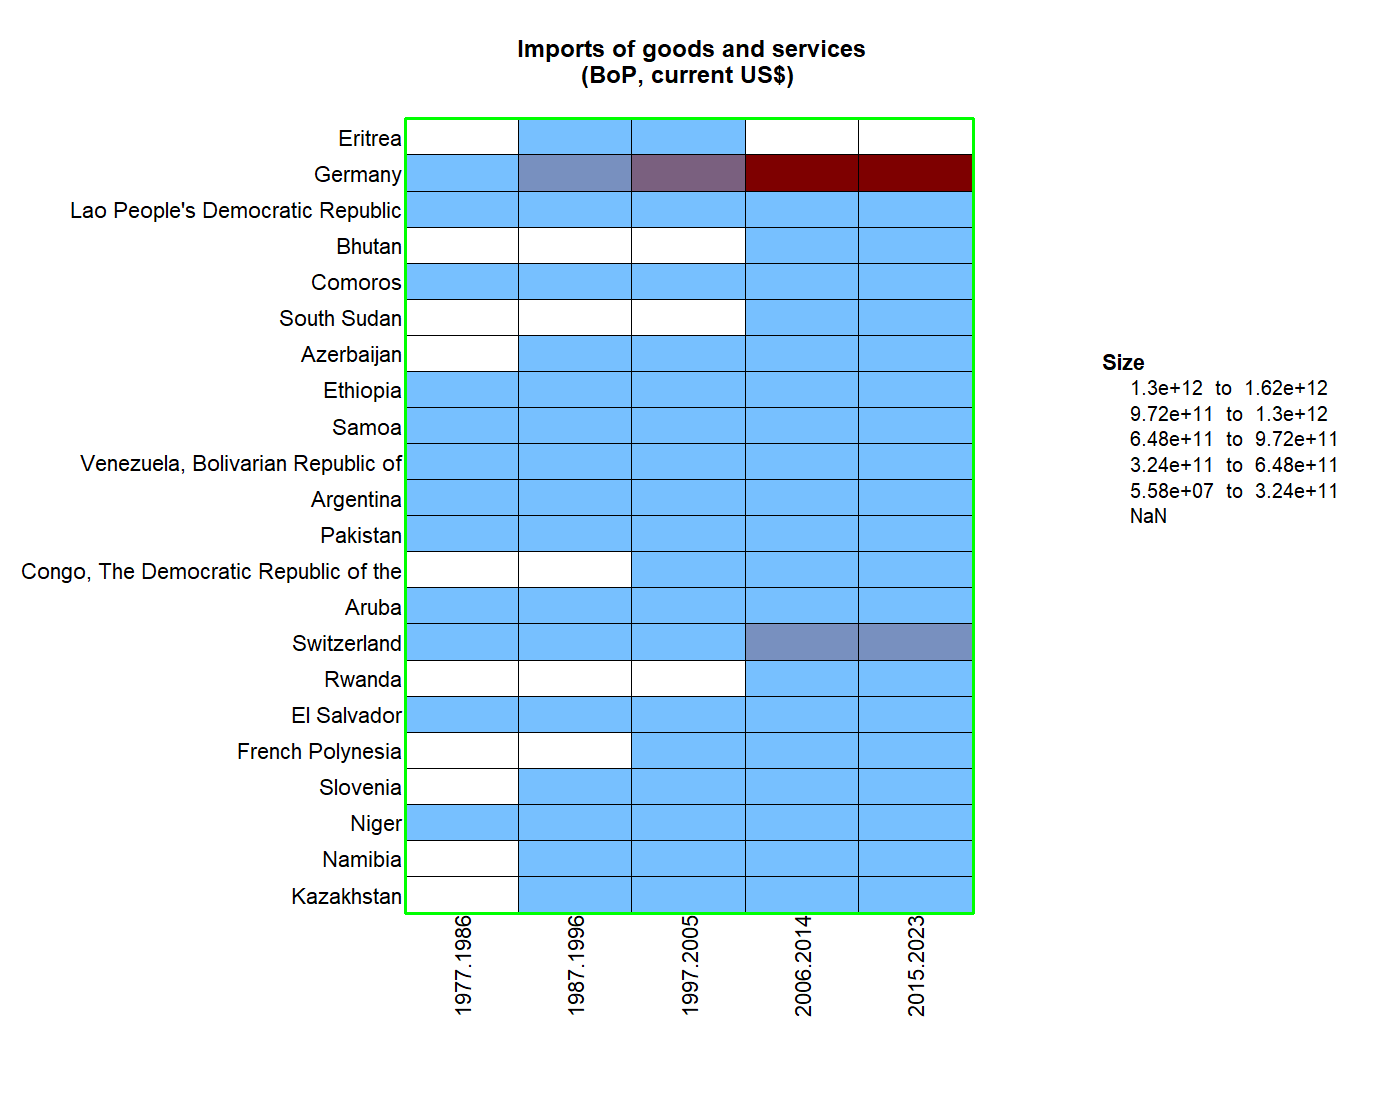 Imports of goods and services
(BoP, current US$)
Eritrea
Germany
Lao People's Democratic Republic
Bhutan
Comoros
South Sudan
Azerbaijan
Ethiopia
Samoa
Venezuela, Bolivarian Republic of
Argentina
Pakistan
Congo, The Democratic Republic of the
Aruba
Switzerland
Rwanda
El Salvador
French Polynesia
Slovenia
Niger
Namibia
Kazakhstan
1977.1986
1987.1996
1997.2005
2006.2014
2015.2023
Size
1.3e+12 to 1.62e+12
9.72e+11 to 1.3e+12
6.48e+11 to 9.72e+11
3.24e+11 to 6.48e+11
5.58e+07 to 3.24e+11
NaN